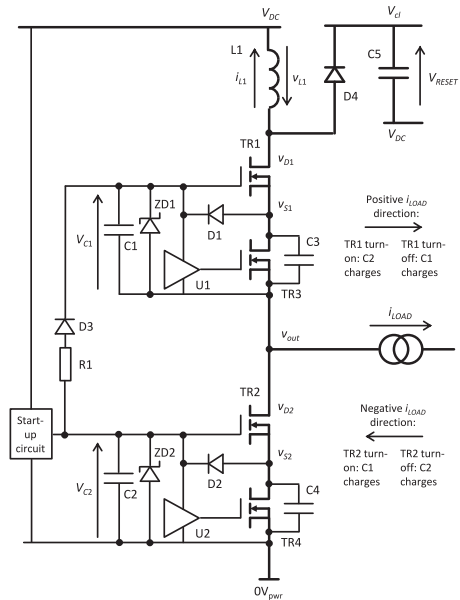 V_DC
V_cl
L1
i_L1
v_L1
D4
C5
V_RESET
V_DC
TR1
v_D1
ZD1
v_S1
V_C1
C1
D1
U1
C3
TR3
Positive i_LOAD
direction:
TR1 turn-
on: C2
charges
TR1 turn-
off: C1
charges
D3
R1
v_out
i_LOAD
TR2
v_D2
Start-
up
circuit
ZD2
v_S2
V_C2
C2
D2
U2
C4
TR4
Negative i_LOAD
direction:
TR2 turn-
on: C1
charges
TR2 turn-
off: C2
charges
0V_pwr